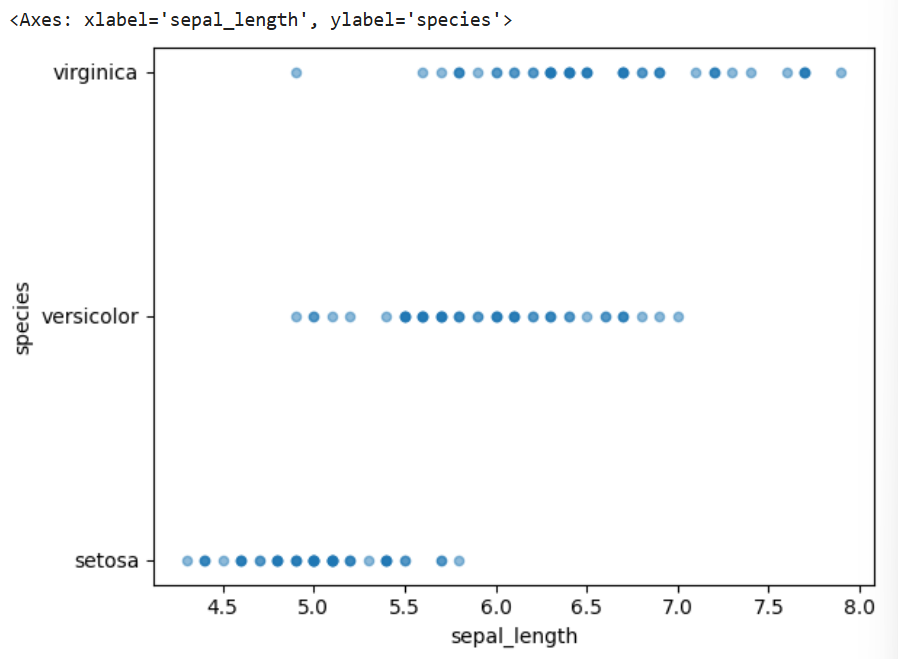 <Axes: xlabel='sepal_length', ylabel='species'>
virginica
versicolor
setosa
species
4.5 5.0 5.5 6.0 6.5 7.0 7.5 8.0
sepal_length